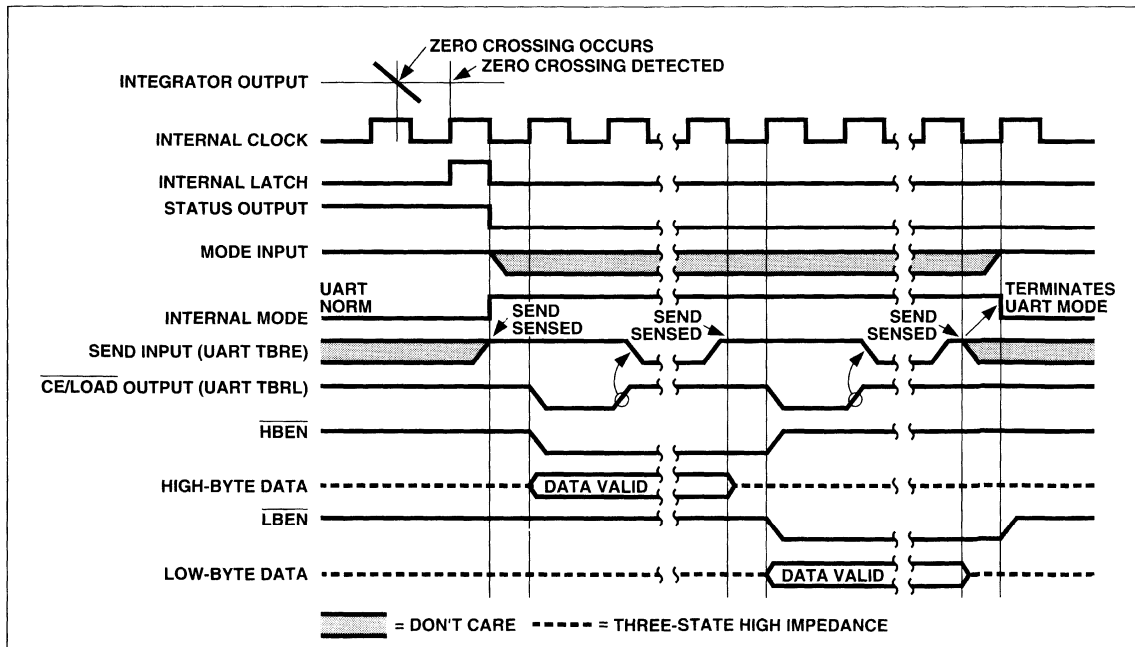 ZERO CROSSING OCCURS
ZERO CROSSING DETECTED
INTEGRATOR OUTPUT
INTERNAL CLOCK
INTERNAL LATCH
STATUS OUTPUT
MODE INPUT
UART
NORM
TERMINATES
UART MODE
INTERNAL MODE
SEND
SENSED
SEND
SENSED
SEND
SENSED
SEND INPUT (UART TBRE)
CE/LOAD OUTPUT (UART TBRL)
HBEN
HIGH-BYTE DATA
DATA VALID
LBEN
LOW-BYTE DATA
DATA VALID
= DON'T CARE
= THREE-STATE HIGH IMPEDANCE